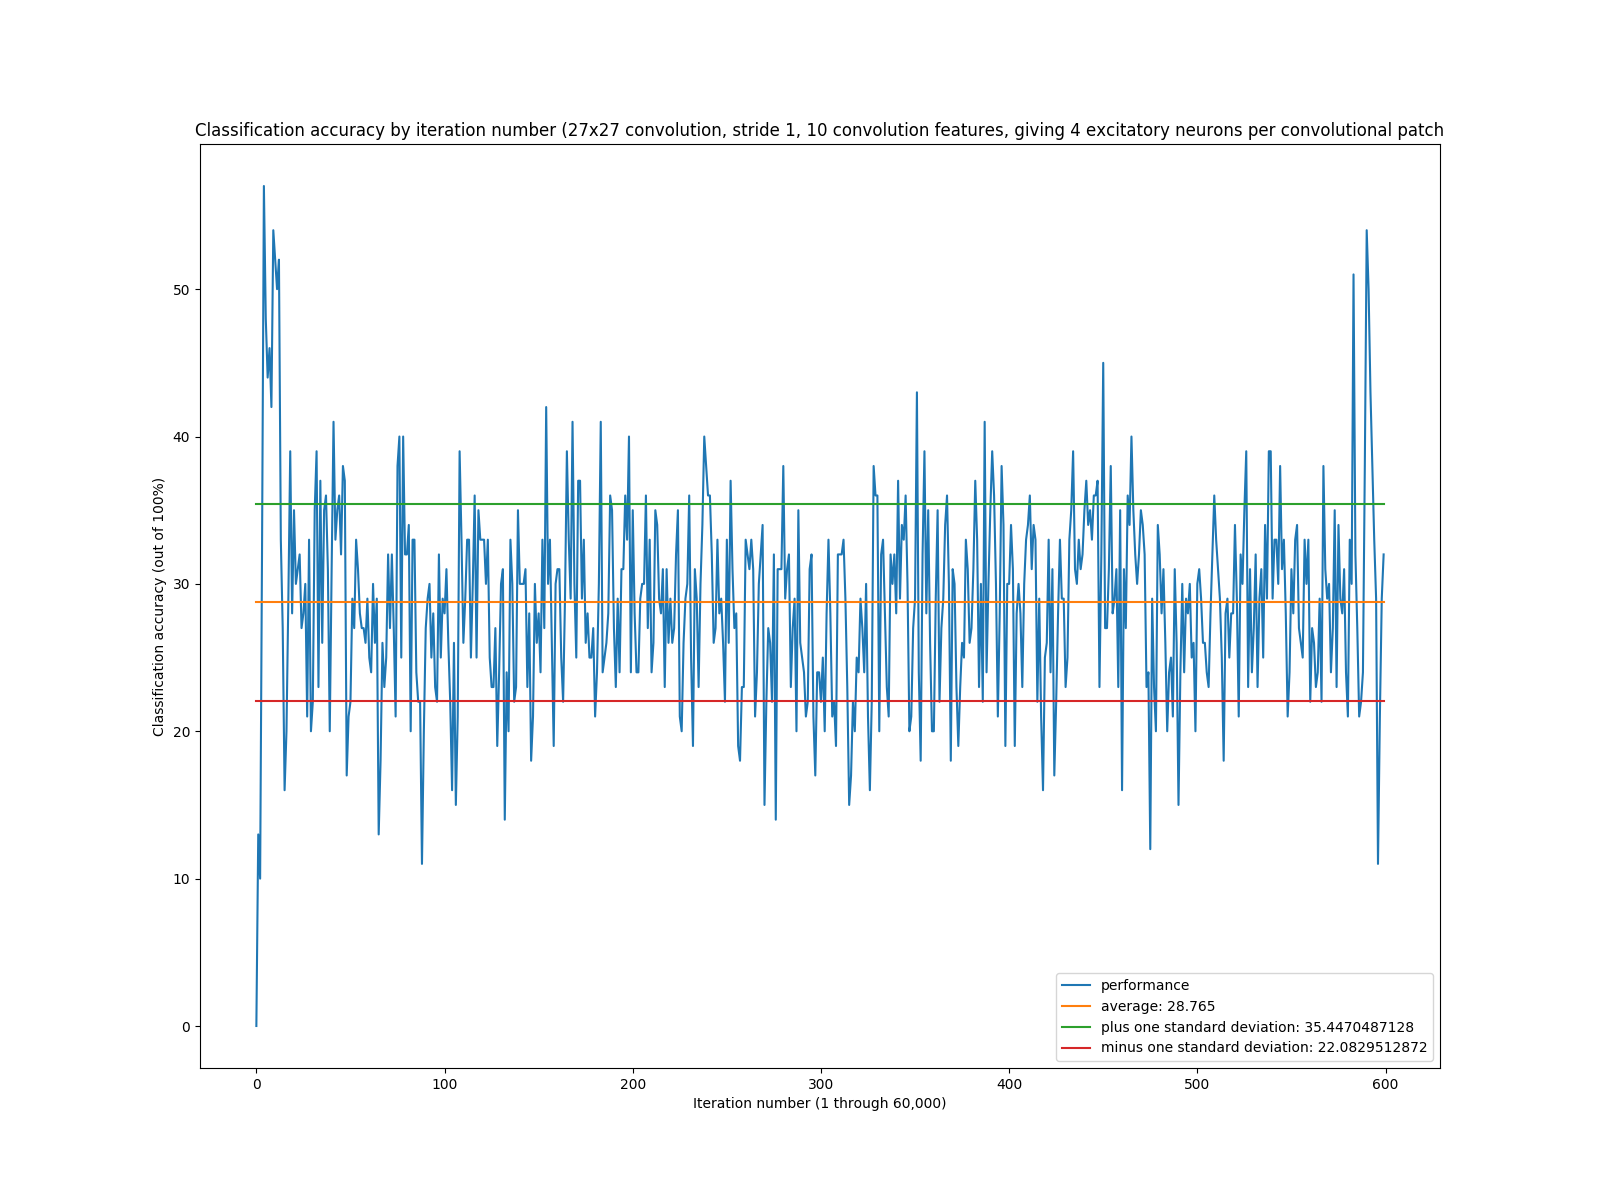 Classification accuracy by iteration number (27x27 convolution, stride 1, 10 convolution features, giving 4 excitatory neurons per convolutional patch
Classification accuracy (out of 100%)
50
40
30
20
10
0
performance
average: 28.765
plus one standard deviation: 35.4470487128
minus one standard deviation: 22.0829512872
0 100 200 300 400 500 600
Iteration number (1 through 60,000)